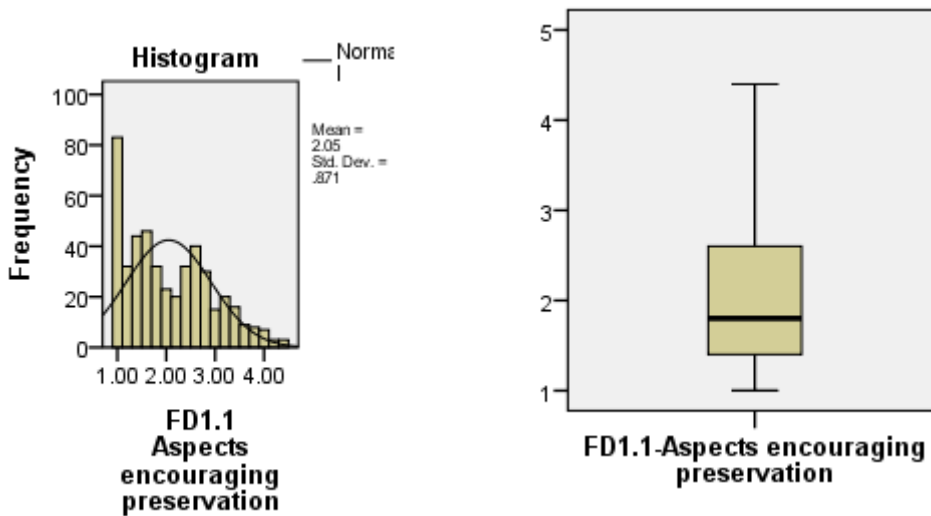 Histogram
Norma
l
Mean =
2.05
Std. Dev. =
.871
Frequency
100
80
60
40
20
0
1.00 2.00 3.00 4.00
FD1.1
Aspects
encouraging
preservation
5
4
3
2
1
FD1.1-Aspects encouraging
preservation